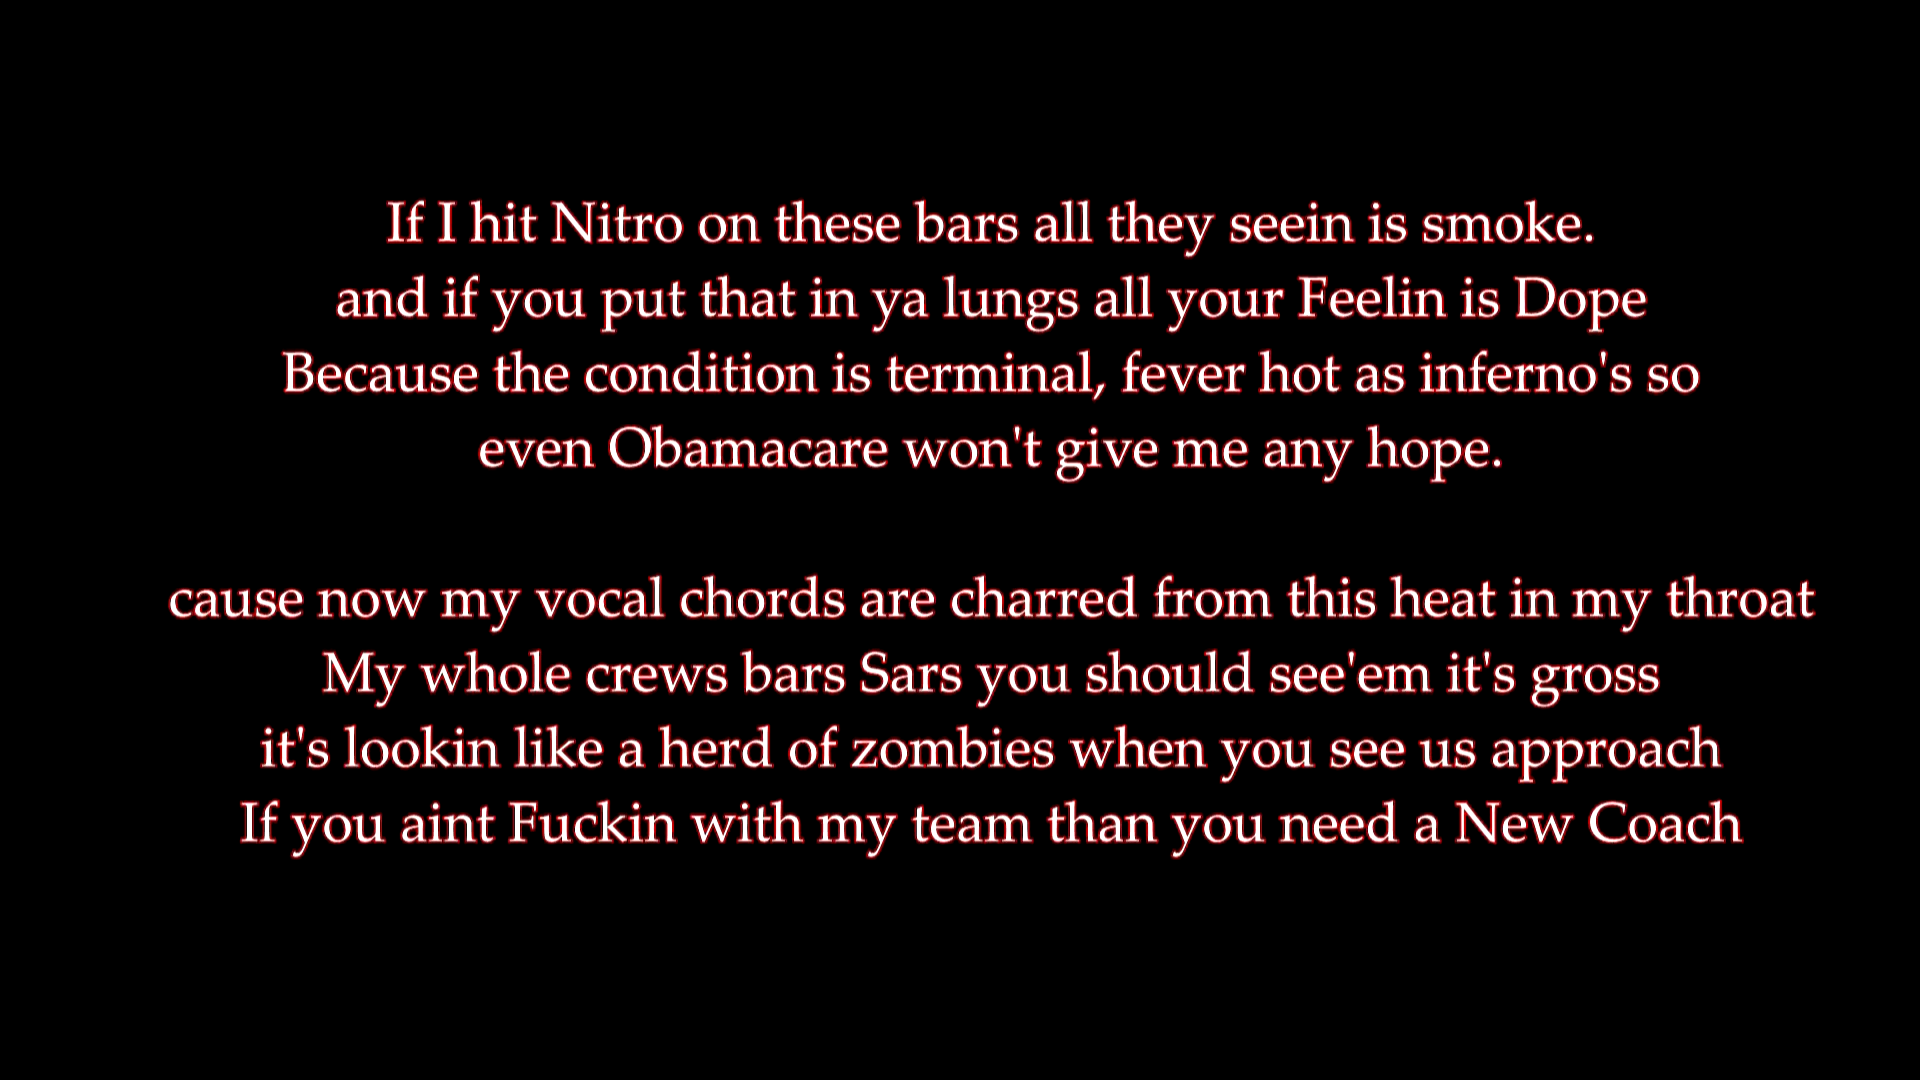 If I hit Nitro on these bars all they seein is smoke.
and if you put that in ya lungs all your Feelin is Dope
Because the condition is terminal, fever hot as inferno's so
even Obamacare won't give me any hope.
cause now my vocal chords are charred from this heat in my throat
My whole crews bars Sars you should see'em it's gross
it's lookin like a herd of zombies when you see us approach
If you aint Fuckin with my team than you need a New Coach